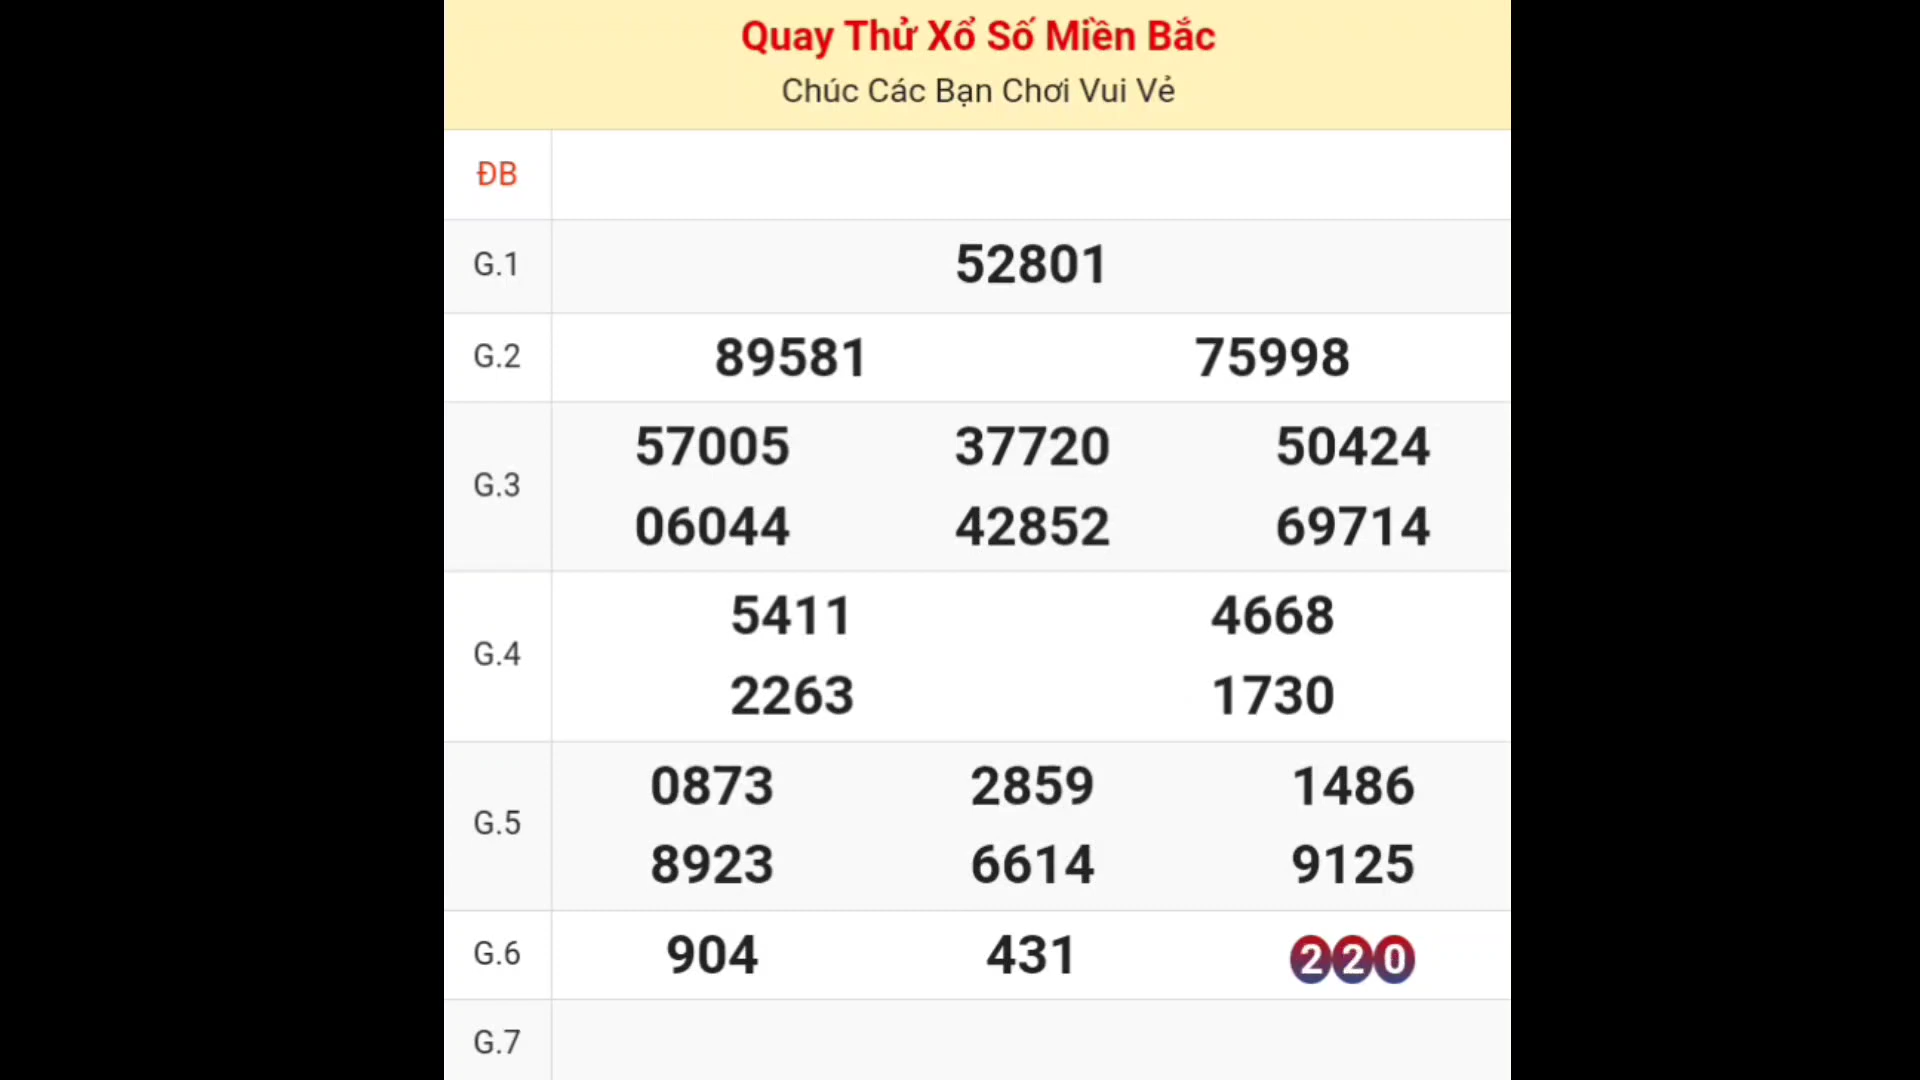 Quay Thử Xổ Số Miền Bắc
Chúc Các Bạn Chơi Vui Vẻ
ĐB
G.1 52801
G.2 89581 75998
G.3 57005 37720 50424
06044 42852 69714
G.4 5411 4668
2263 1730
G.5 0873 2859 1486
8923 6614 9125
G.6 904 431 220
G.7